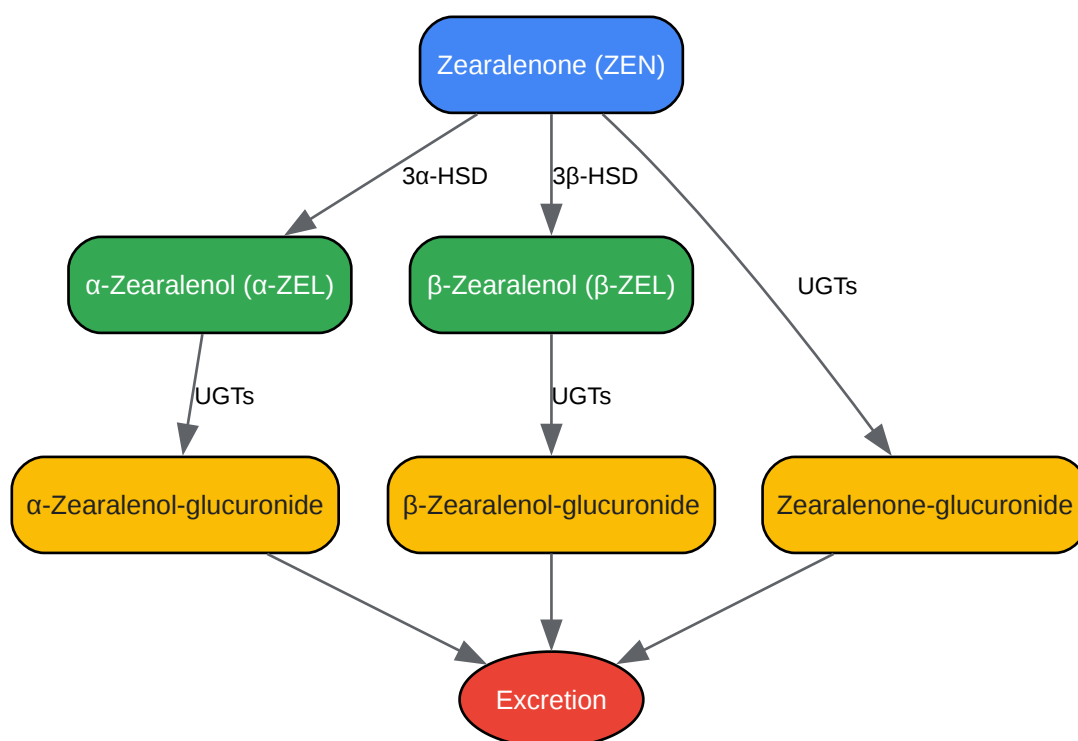 Zearalenone (ZEN)
3α-HSD
3β-HSD
α-Zearalenol (α-ZEL)
β-Zearalenol (β-ZEL)
UGTs
UGTs
UGTs
α-Zearalenol-glucuronide
β-Zearalenol-glucuronide
Zearalenone-glucuronide
Excretion